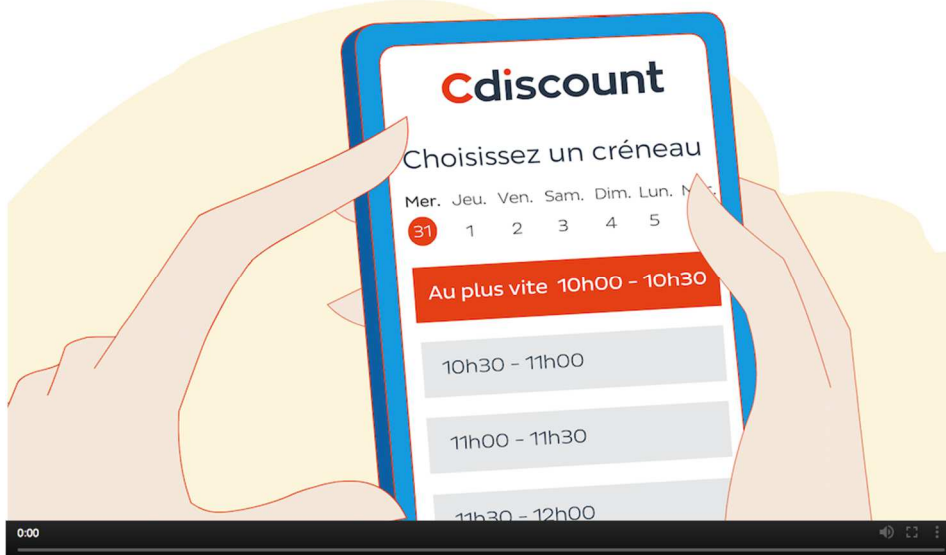 Cdiscount
Choisissez un créneau
Mer. Jeu. Ven. Sam. Dim. Lun.
31 1 2 3 4 5
Au plus vite 10h00 - 10h30
10h30 - 11h00
11h00 - 11h30
11h30 - 12h00
0:00